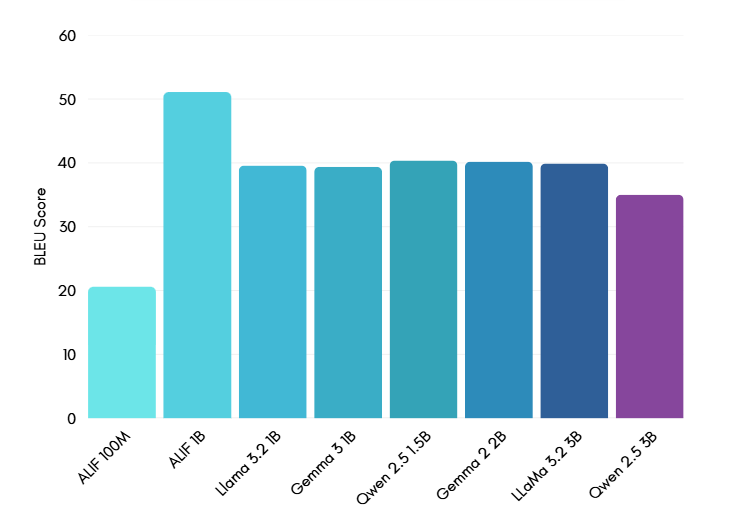 60
50
40
30
20
10
0
BLEU Score
ALIF 100M
ALIF 1B
Llama 3.2 1B
Gemma 3 1B
Qwen 2.5 1.5B
Gemma 2 2B
LLaMa 3.2 3B
Qwen 2.5 3B